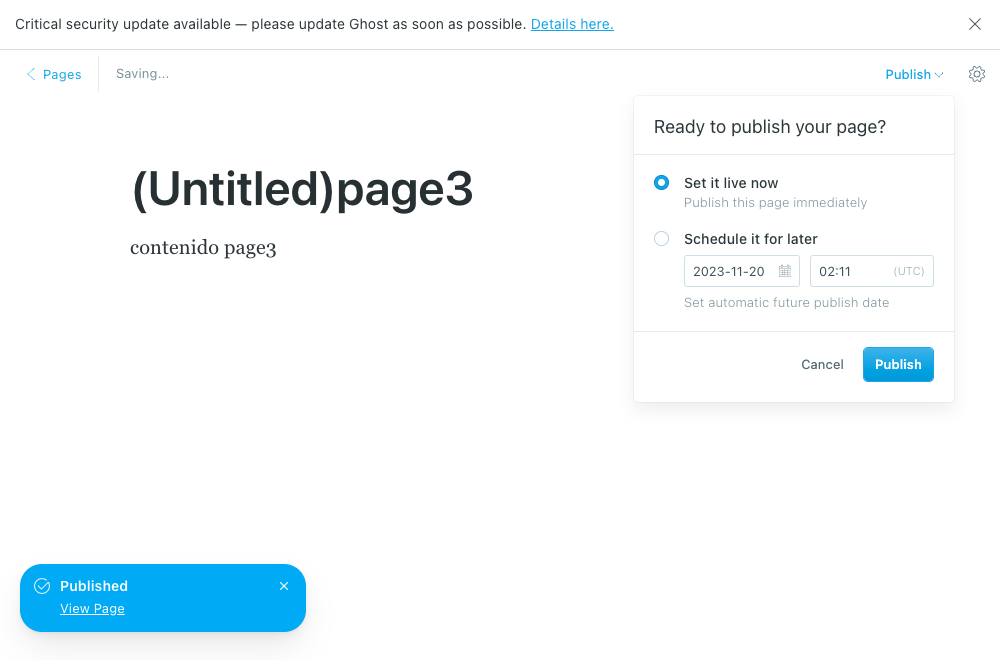 Critical security update available — please update Ghost as soon as possible. Details here.
Pages
Saving...
Publish
Ready to publish your page?
Set it live now
Publish this page immediately
Schedule it for later
2023-11-20
02:11 (UTC)
Set automatic future publish date
Cancel
Publish
(Untitled)page3
contenido page3
Published
View Page